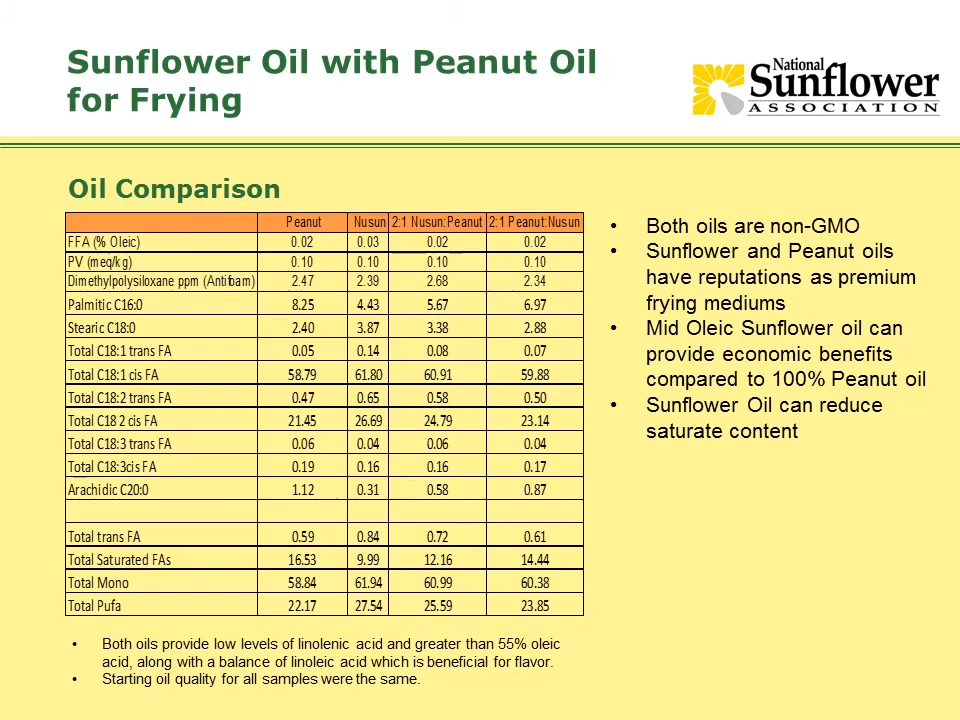 Sunflower Oil with Peanut Oil
for Frying
National
Sunflower
ASSOCIATION
Oil Comparison
Peanut Nusun 2:1 Nusun:Peanut 2:1 Peanut:Nusun
FFA (% Oleic) 0.02 0.03 0.02 0.02
PV (meq/kg) 0.10 0.10 0.10 0.10
Dimethylpolysiloxane ppm (Antifoam) 2.47 2.39 2.68 2.34
Palmitic C16:0 8.25 4.43 5.67 6.97
Stearic C18:0 2.40 3.87 3.38 2.88
Total C18:1 trans FA 0.05 0.14 0.08 0.07
Total C18:1 cis FA 58.79 61.80 60.91 59.88
Total C18:2 trans FA 0.47 0.65 0.58 0.50
Total C18 2 cis FA 21.45 26.69 24.79 23.14
Total C18:3 trans FA 0.06 0.04 0.06 0.04
Total C18:3cis FA 0.19 0.16 0.16 0.17
Arachidic C20:0 1.12 0.31 0.58 0.87
Total trans FA 0.59 0.84 0.72 0.61
Total Saturated FAs 16.53 9.99 12.16 14.44
Total Mono 58.84 61.94 60.99 60.38
Total Pufa 22.17 27.54 25.59 23.85
• Both oils are non-GMO
• Sunflower and Peanut oils
have reputations as premium
frying mediums
• Mid Oleic Sunflower oil can
provide economic benefits
compared to 100% Peanut oil
• Sunflower Oil can reduce
saturate content
• Both oils provide low levels of linolenic acid and greater than 55% oleic
acid, along with a balance of linoleic acid which is beneficial for flavor.
• Starting oil quality for all samples were the same.